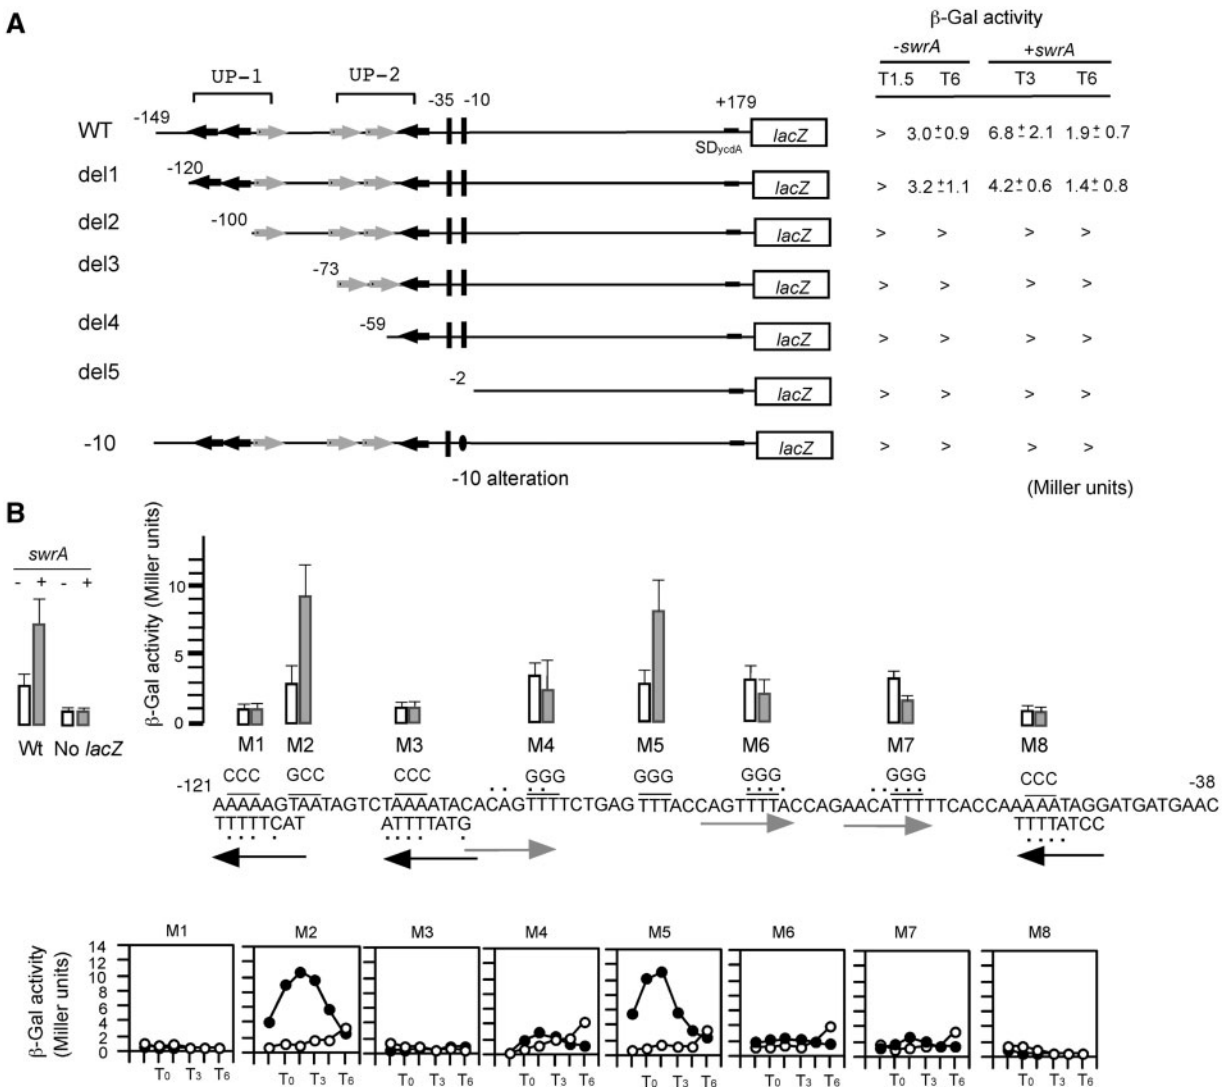 A
β-Gal activity
-swrA +swrA
T1.5 T6 T3 T6
UP-1 UP-2
-35 -10
WT -149 +179 SDycdA lacZ > 3.0±0.9 6.8±2.1 1.9±0.7
del1 -120 lacZ > 3.2±1.1 4.2±0.6 1.4±0.8
del2 -100 lacZ > > > >
del3 -73 lacZ > > > >
del4 -59 lacZ > > > >
del5 -2 lacZ > > > >
-10 lacZ > > > >
-10 alteration
(Miller units)
B
swrA
- + - +
Wt No lacZ
β-Gal activity (Miller units)
10
5
0
M1 M2 M3 M4 M5 M6 M7 M8
CCC GCC CCC GGG GGG GGG GGG CCC
-121 -38
AAAAAGTAATAGTCTAAAATACACAGTTTTCTGAGTTTACCAGTTTTACCAGAACATTTTTCACCAAAAAATAGGATGATGAAC
TTTTTCAT ATTTTATG TTTTATCC
M1 M2 M3 M4 M5 M6 M7 M8
β-Gal activity
(Miller units)
14
12
10
8
6
4
2
0
T0 T3 T6 T0 T3 T6 T0 T3 T6 T0 T3 T6 T0 T3 T6 T0 T3 T6 T0 T3 T6 T0 T3 T6